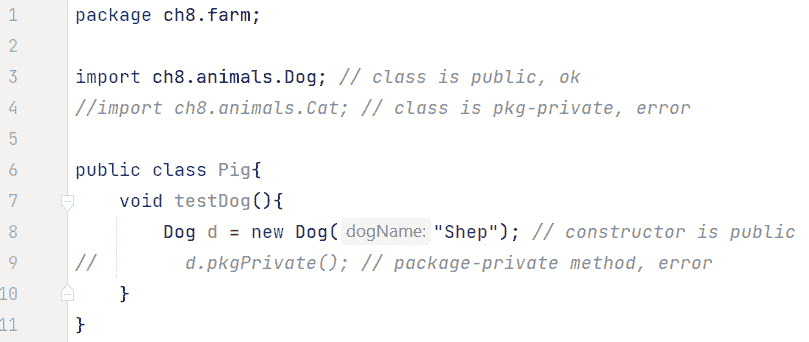 1 package ch8.farm;
2
3 import ch8.animals.Dog; // class is public, ok
4 //import ch8.animals.Cat; // class is pkg-private, error
5
6 public class Pig{
7 void testDog(){
8 Dog d = new Dog( dogName: "Shep"); // constructor is public
9 // d.pkgPrivate(); // package-private method, error
10 }
11 }